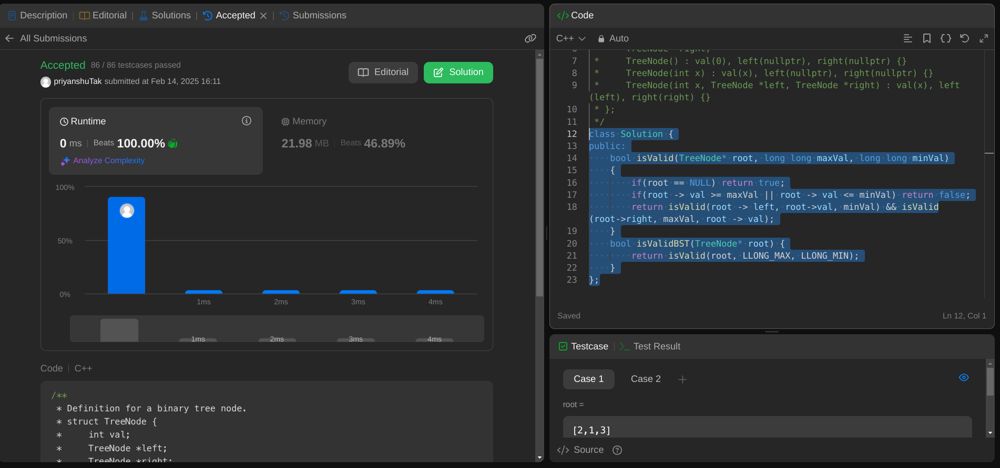 Description | Editorial | Solutions | Accepted | Submissions
All Submissions
Accepted 86 / 86 testcases passed
priyanshuTak submitted at Feb 14, 2025 16:11
Editorial
Solution
Runtime
0 ms | Beats 100.00%
Analyze Complexity
Memory
21.98 MB | Beats 46.89%
100%
50%
0%
1ms 2ms 3ms 4ms
1ms 2ms 3ms 4ms
Code | C++
/**
* Definition for a binary tree node.
* struct TreeNode {
*     int val;
*     TreeNode *left;
*     TreeNode *right;
</> Code
C++ Auto
6 TreeNode *right;
7 *     TreeNode() : val(0), left(nullptr), right(nullptr) {}
8 *     TreeNode(int x) : val(x), left(nullptr), right(nullptr) {}
9 *     TreeNode(int x, TreeNode *left, TreeNode *right) : val(x), left
(left), right(right) {}
10 * };
11 */
12 class Solution {
13 public:
14     bool isValid(TreeNode* root, long long maxVal, long long minVal)
15     {
16         if(root == NULL) return true;
17         if(root -> val >= maxVal || root -> val <= minVal) return false;
18         return isValid(root -> left, root->val, minVal) && isValid
(root->right, maxVal, root -> val);
19     }
20     bool isValidBST(TreeNode* root) {
21         return isValid(root, LLONG_MAX, LLONG_MIN);
22     }
23 };
Saved
Ln 12, Col 1
Testcase | >_ Test Result
Case 1 Case 2 +
root =
[2,1,3]
</> Source ?